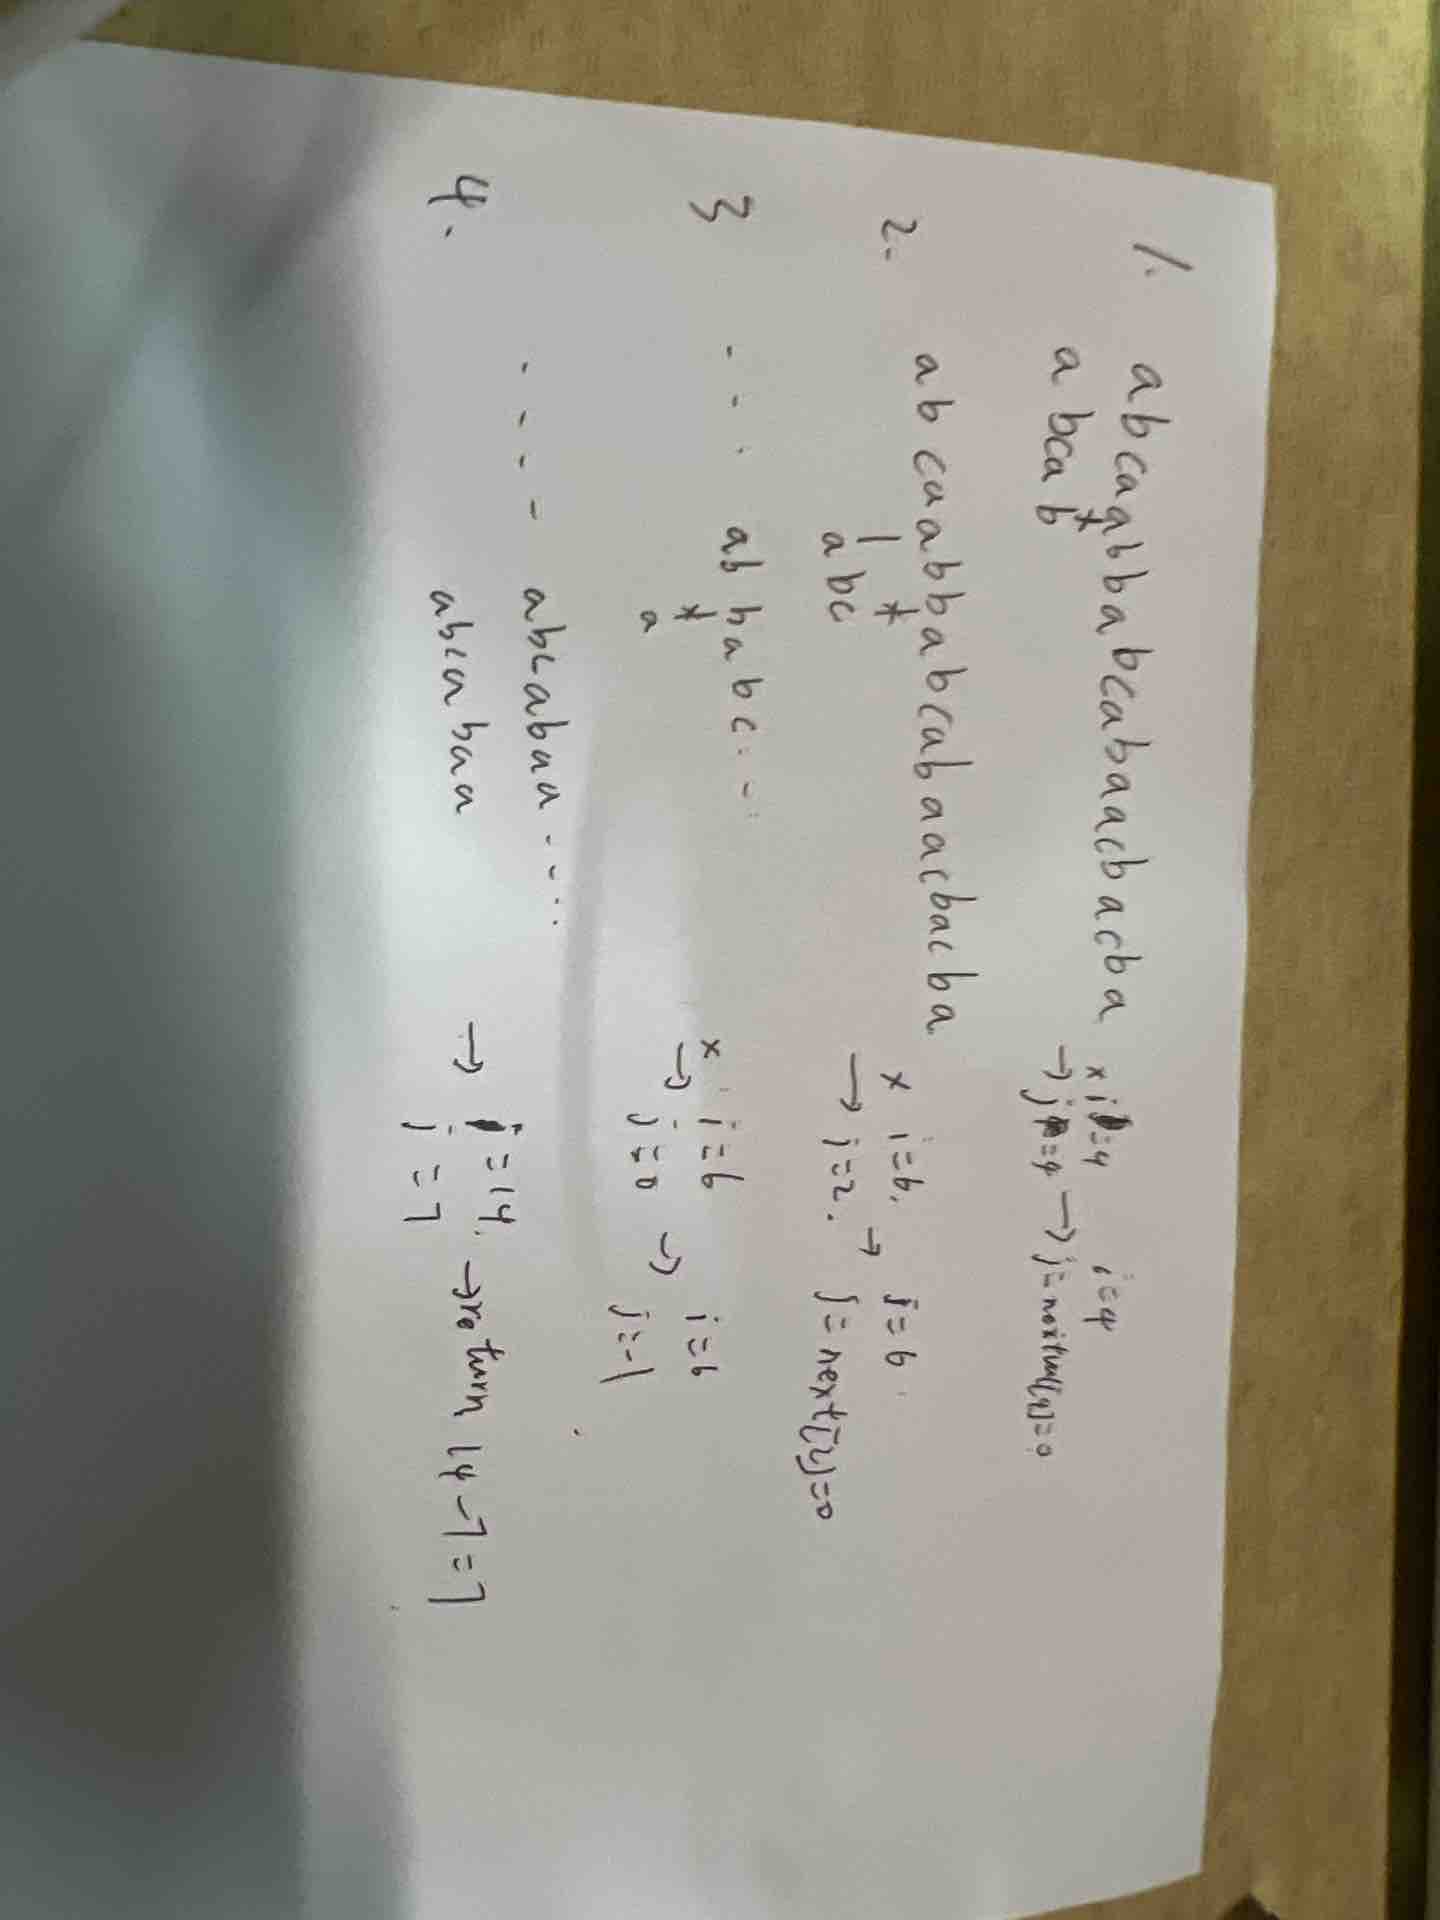 1. abcaabbabcabaacbacba × i=4 i=4
abcab → j=4 → j=nextval[4]=0
2. abcaabbabcabaacbacba × i=6. → i=6
abc → j=2. j=next[2]=0
3 . . . abbabc... × i=6 → i=6
a → j=0 j=-1
4. . . . - abcabaa....
abcabaa → i=14. → return 14-7=7
j=7